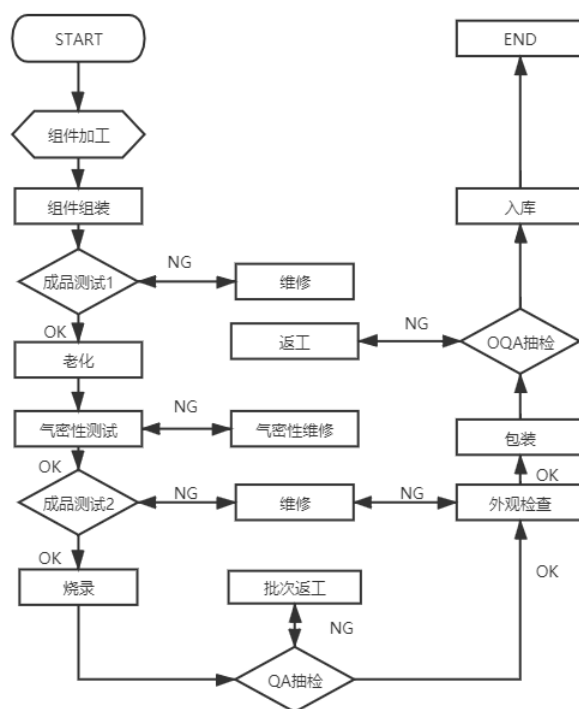 START
END
组件加工
组件组装
入库
成品测试1
NG
维修
OK
返工
NG
OQA抽检
老化
气密性测试
NG
气密性维修
包装
OK
OK
成品测试2
NG
维修
NG
外观检查
OK
OK
烧录
批次返工
NG
QA抽检